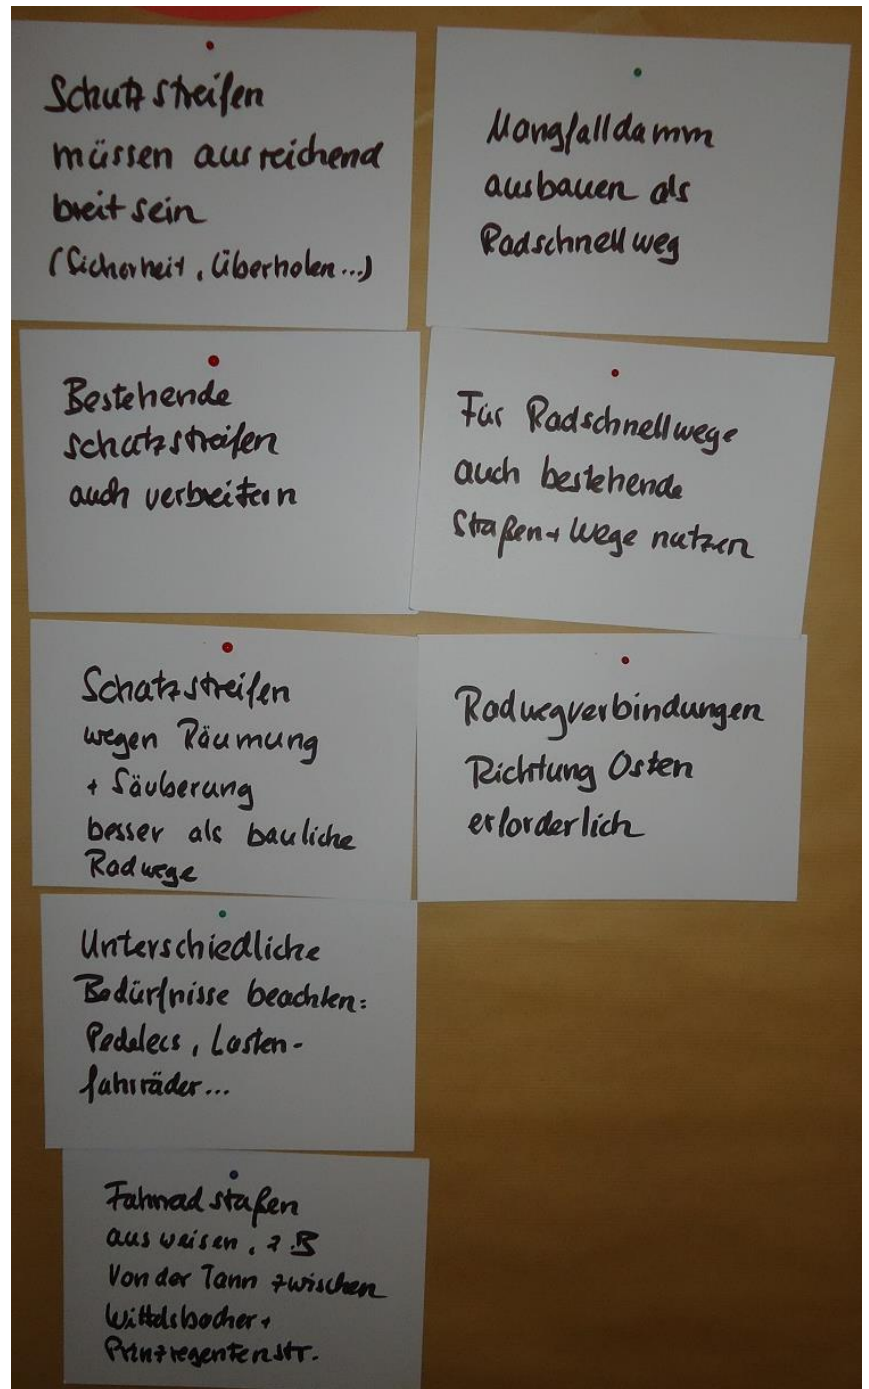 Schutzstreifen
müssen ausreichend
breit sein
(Sicherheit, Überholen...)
Bestehende
Schutzstreifen
auch verbreitern
Schutzstreifen
wegen Räumung
+ Säuberung
besser als bauliche
Radwege
Unterschiedliche
Bedürfnisse beachten:
Pedelecs, Lasten-
fahrräder...
Fahrradstraßen
ausweisen, z.B
Von der Tann zwischen
Wittelsbacher +
Prinzregentenstr.
Mangfalldamm
ausbauen als
Radschnellweg
Für Radschnellwege
auch bestehende
Straßen + Wege nutzen
Radwegverbindungen
Richtung Osten
erforderlich